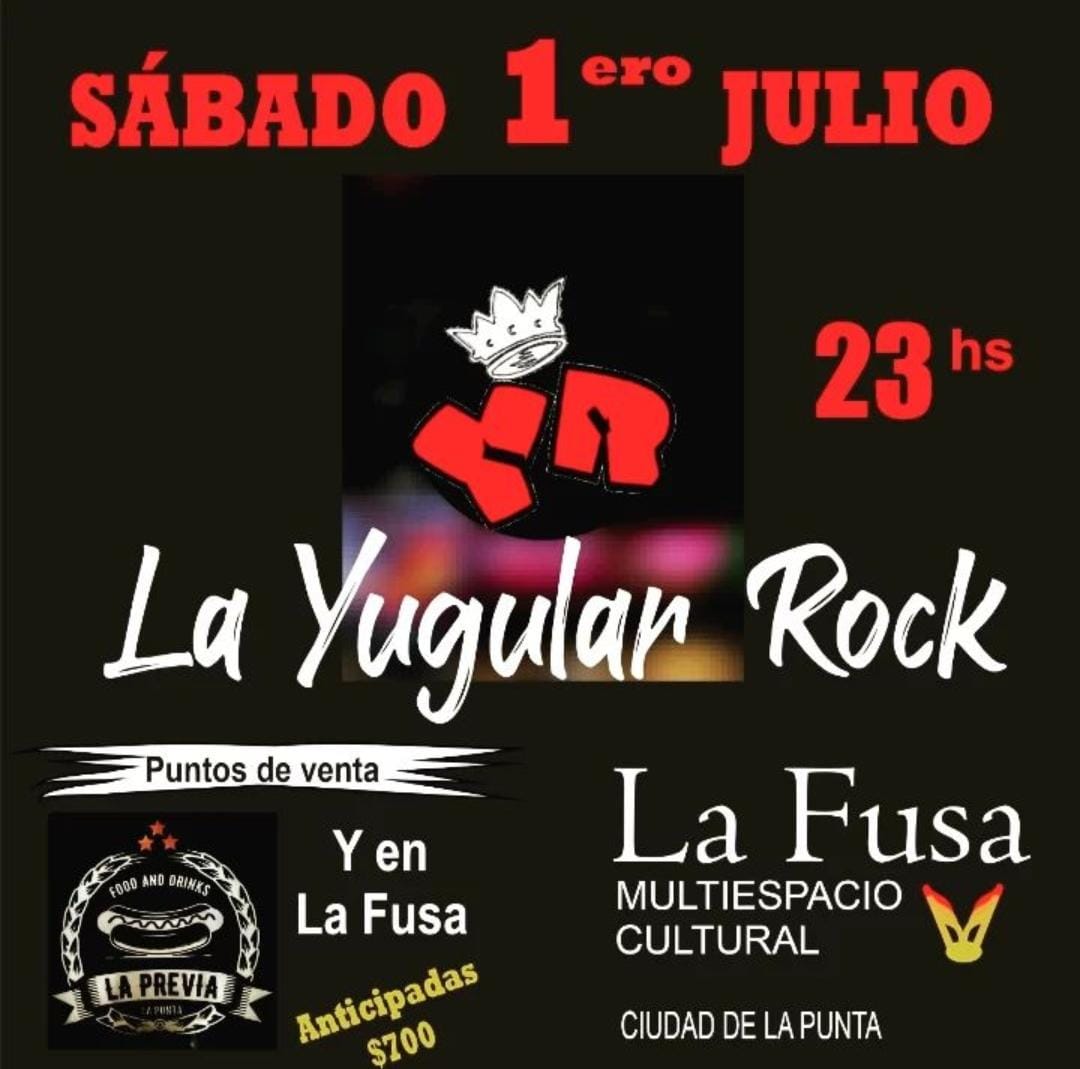 SÁBADO 1ero JULIO
23 hs
YR
La Yugular Rock
Puntos de venta
FOOD AND DRINKS
LA PREVIA
LA PUNTA
Y en
La Fusa
Anticipadas
$700
La Fusa
MULTIESPACIO
CULTURAL
CIUDAD DE LA PUNTA